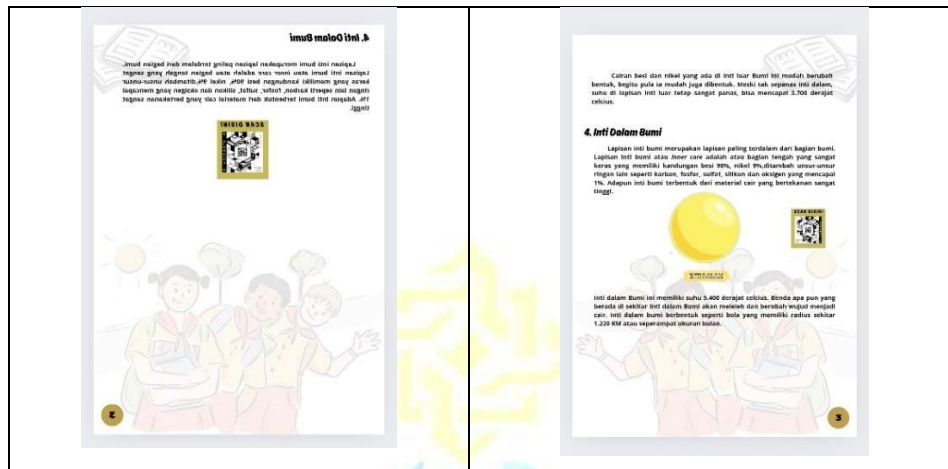 4. Inti Dalam Bumi
Lapisan inti bumi merupakan lapisan paling terdalam dari bagian bumi.
Lapisan inti bumi atau inner core adalah atau bagian tengah yang sangat
keras yang memiliki kandungan besi 90%, nikel 9%,ditambah unsur-unsur
ringan lain seperti karbon, fosfor, sulfat, silikon dan oksigen yang mencapai
1%. Adapun inti bumi terbentuk dari material cair yang bertekanan sangat
tinggi.
SCAN DISINI
3
Cairan besi dan nikel yang ada di inti luar Bumi ini mudah berubah
bentuk, begitu pula ia mudah juga dibentuk. Meski tak sepanas inti dalam,
suhu di lapisan inti luar tetap sangat panas, bisa mencapai 3.700 derajat
celcius.
4. Inti Dalam Bumi
Lapisan inti bumi merupakan lapisan paling terdalam dari bagian bumi.
Lapisan inti bumi atau inner care adalah atau bagian tengah yang sangat
keras yang memiliki kandungan besi 90%, nikel 9%,ditambah unsur-unsur
ringan lain seperti karbon, fosfor, sulfat, silikon dan oksigen yang mencapai
1%. Adapun inti bumi terbentuk dari material cair yang bertekanan sangat
tinggi.
SCAN DISINI
INTI DALAM
Inti dalam Bumi ini memiliki suhu 5.400 derajat celcius. Benda apa pun yang
berada di sekitar Inti dalam Bumi akan meleleh dan berubah wujud menjadi
cair. Inti dalam bumi berbentuk seperti bola yang memiliki radius sekitar
1.220 KM atau seperampat ukuran bulan.
3